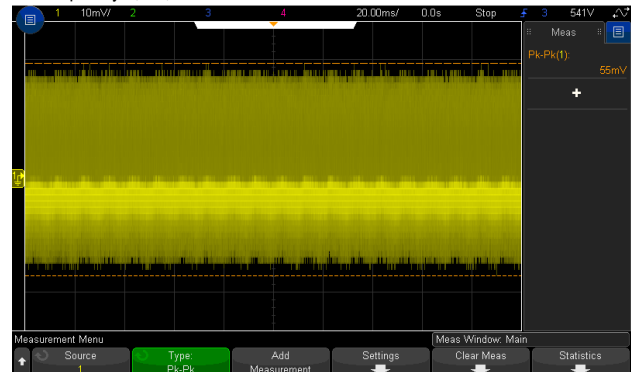 1 10mV/ 2 3 4 20.00ms/ 0.0s Stop 3 541V
Meas
Pk-Pk(1):
55mV
+
Measurement Menu
Meas Window: Main
Source
1
Type:
Pk-Pk
Add
Measurement
Settings
Clear Meas
Statistics